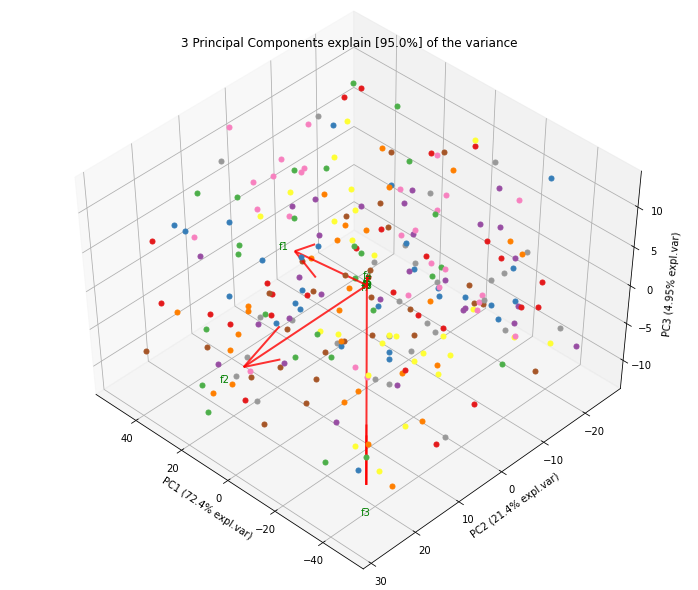 3 Principal Components explain [95.0%] of the variance
f1
f2
f3
10
5
0
−5
−10
PC3 (4.95% expl.var)
40
20
0
−20
−40
PC1 (72.4% expl.var)
−20
−10
0
10
20
30
PC2 (21.4% expl.var)